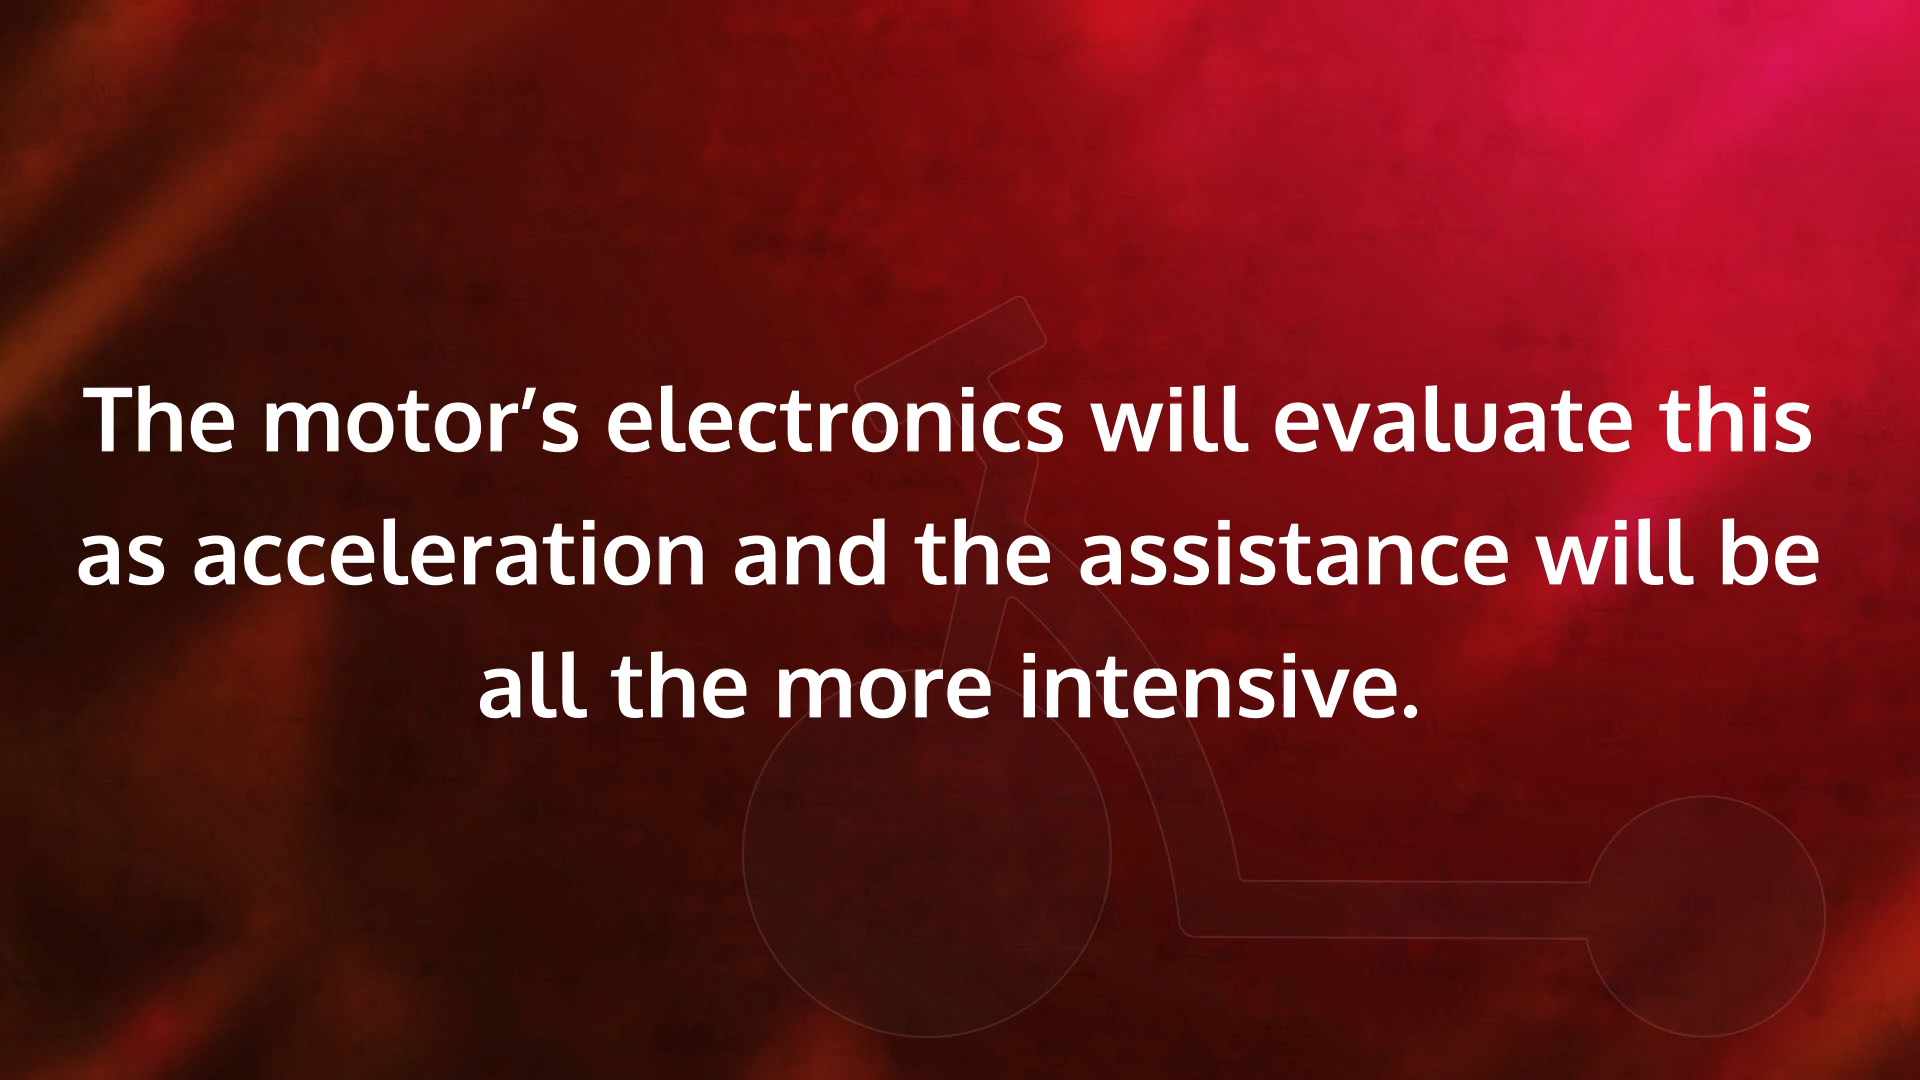 The motor’s electronics will evaluate this
as acceleration and the assistance will be
all the more intensive.